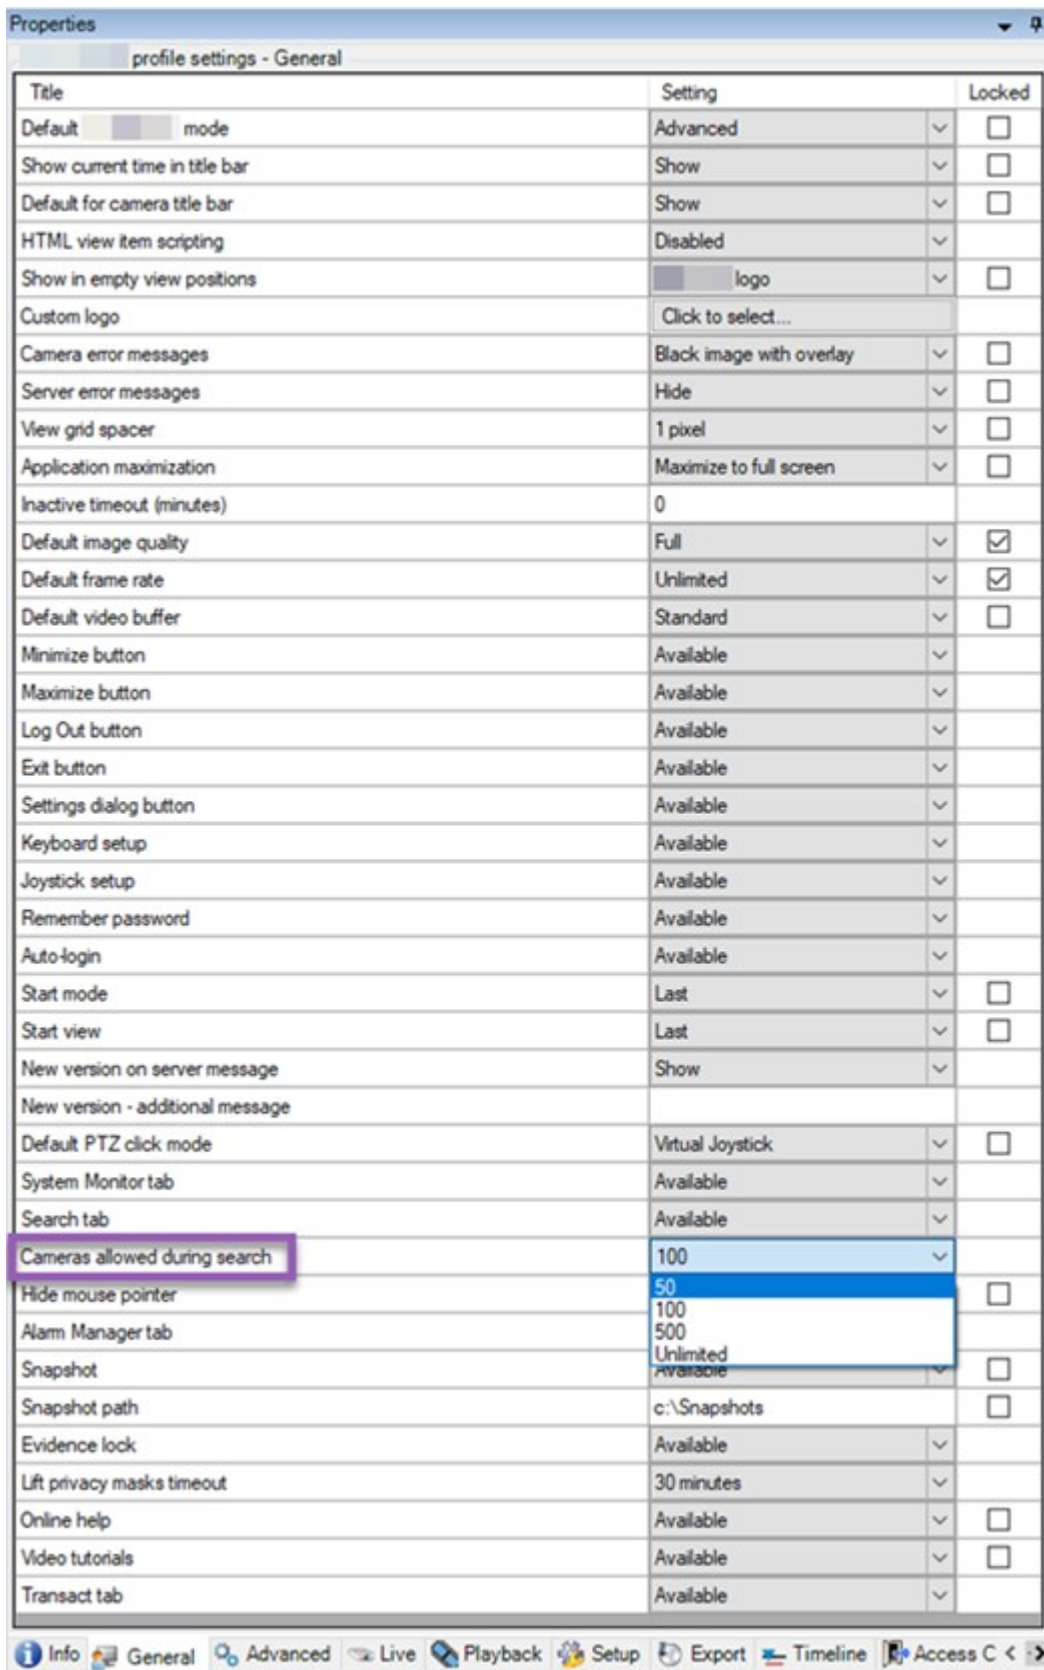 Properties
profile settings - General
Title Setting Locked
Default mode Advanced
Show current time in title bar Show
Default for camera title bar Show
HTML view item scripting Disabled
Show in empty view positions logo
Custom logo Click to select...
Camera error messages Black image with overlay
Server error messages Hide
View grid spacer 1 pixel
Application maximization Maximize to full screen
Inactive timeout (minutes) 0
Default image quality Full
Default frame rate Unlimited
Default video buffer Standard
Minimize button Available
Maximize button Available
Log Out button Available
Exit button Available
Settings dialog button Available
Keyboard setup Available
Joystick setup Available
Remember password Available
Auto-login Available
Start mode Last
Start view Last
New version on server message Show
New version - additional message
Default PTZ click mode Virtual Joystick
System Monitor tab Available
Search tab Available
Cameras allowed during search 100
50
Hide mouse pointer
100
Alarm Manager tab 500
Unlimited
Snapshot Available
Snapshot path c:\Snapshots
Evidence lock Available
Lift privacy masks timeout 30 minutes
Online help Available
Video tutorials Available
Transact tab Available
Info General Advanced Live Playback Setup Export Timeline Access C